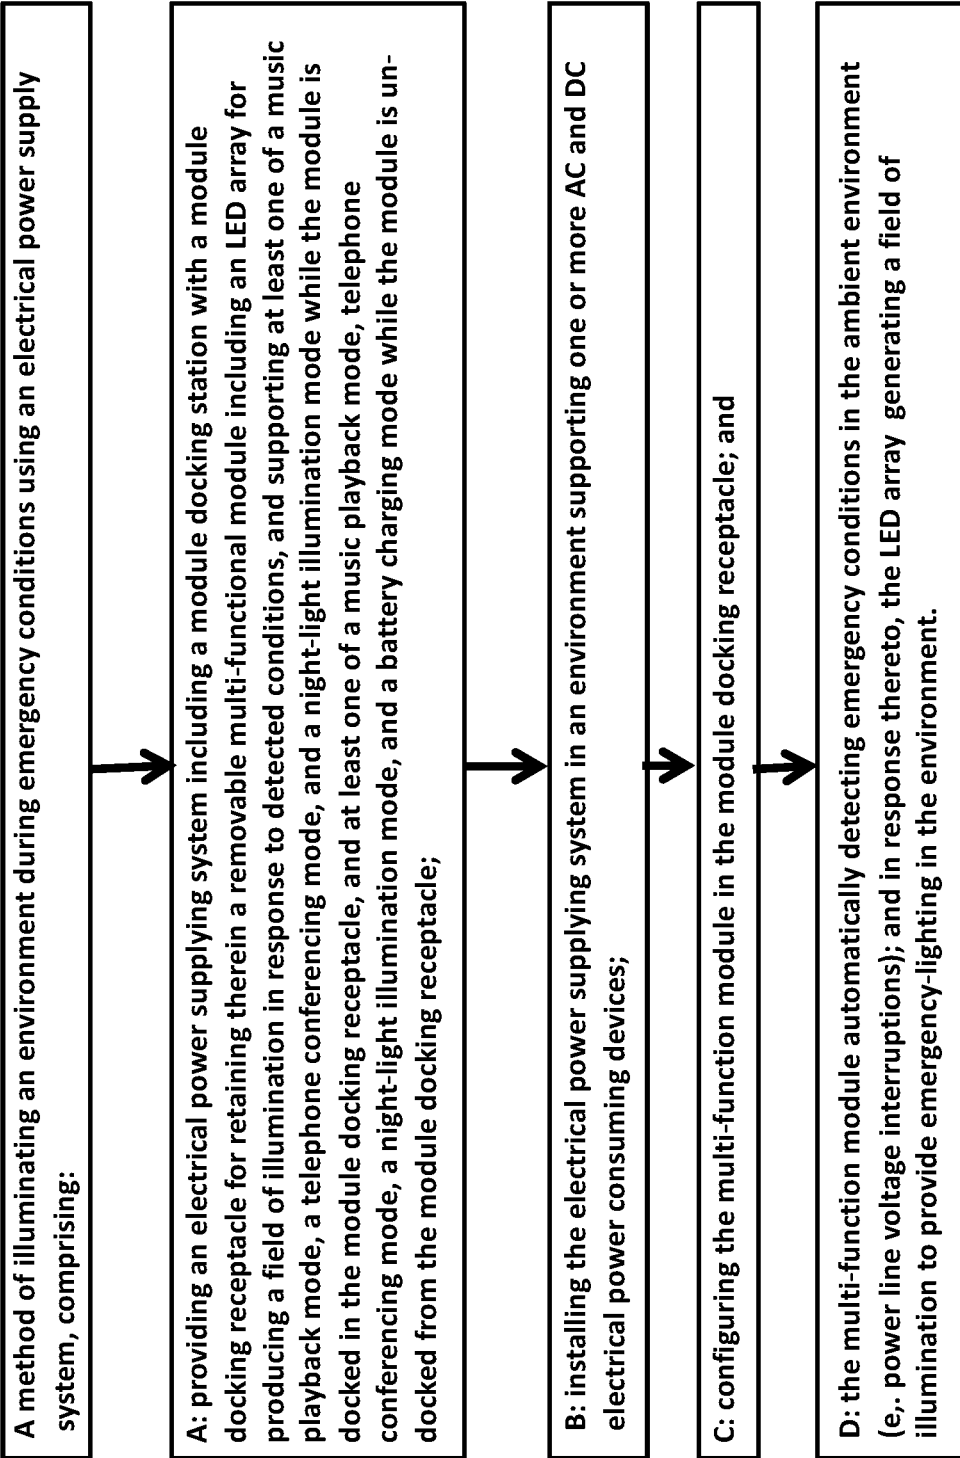 A method of illuminating an environment during emergency conditions using an electrical power supply
system, comprising:
A: providing an electrical power supplying system including a module docking station with a module
docking receptacle for retaining therein a removable multi-functional module including an LED array for
producing a field of illumination in response to detected conditions, and supporting at least one of a music
playback mode, a telephone conferencing mode, and a night-light illumination mode while the module is
docked in the module docking receptacle, and at least one of a music playback mode, telephone
conferencing mode, a night-light illumination mode, and a battery charging mode while the module is un-
docked from the module docking receptacle;
B: installing the electrical power supplying system in an environment supporting one or more AC and DC
electrical power consuming devices;
C: configuring the multi-function module in the module docking receptacle; and
D: the multi-function module automatically detecting emergency conditions in the ambient environment
(e,. power line voltage interruptions); and in response thereto, the LED array generating a field of
illumination to provide emergency-lighting in the environment.